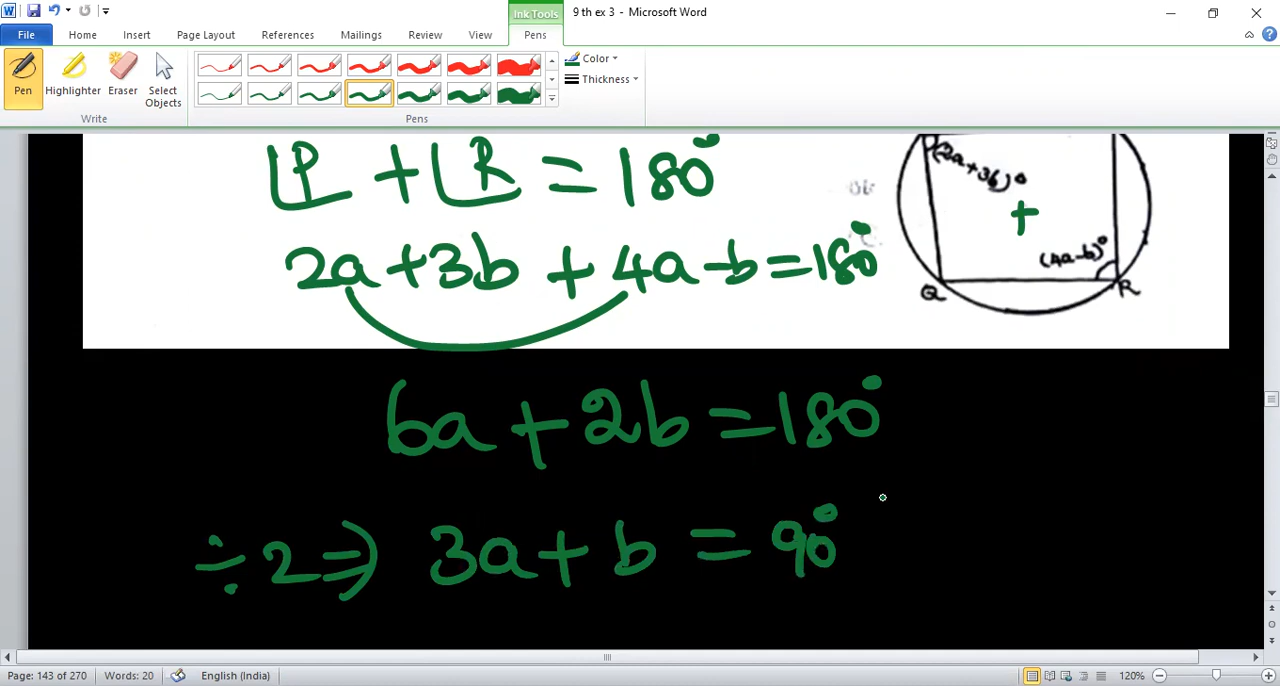 Ink Tools
9 th ex 3 - Microsoft Word
File Home Insert Page Layout References Mailings Review View Pens
Pen Highlighter Eraser Select Objects
Color
Thickness
Write
Pens
∠P + ∠R = 180°
2a+3b + 4a-b=180°
(2a+3b)°
+
(4a-b)°
Q R
6a + 2b = 180°
÷2 ⇒ 3a + b = 90°
Page: 143 of 270 Words: 20 English (India) 120%